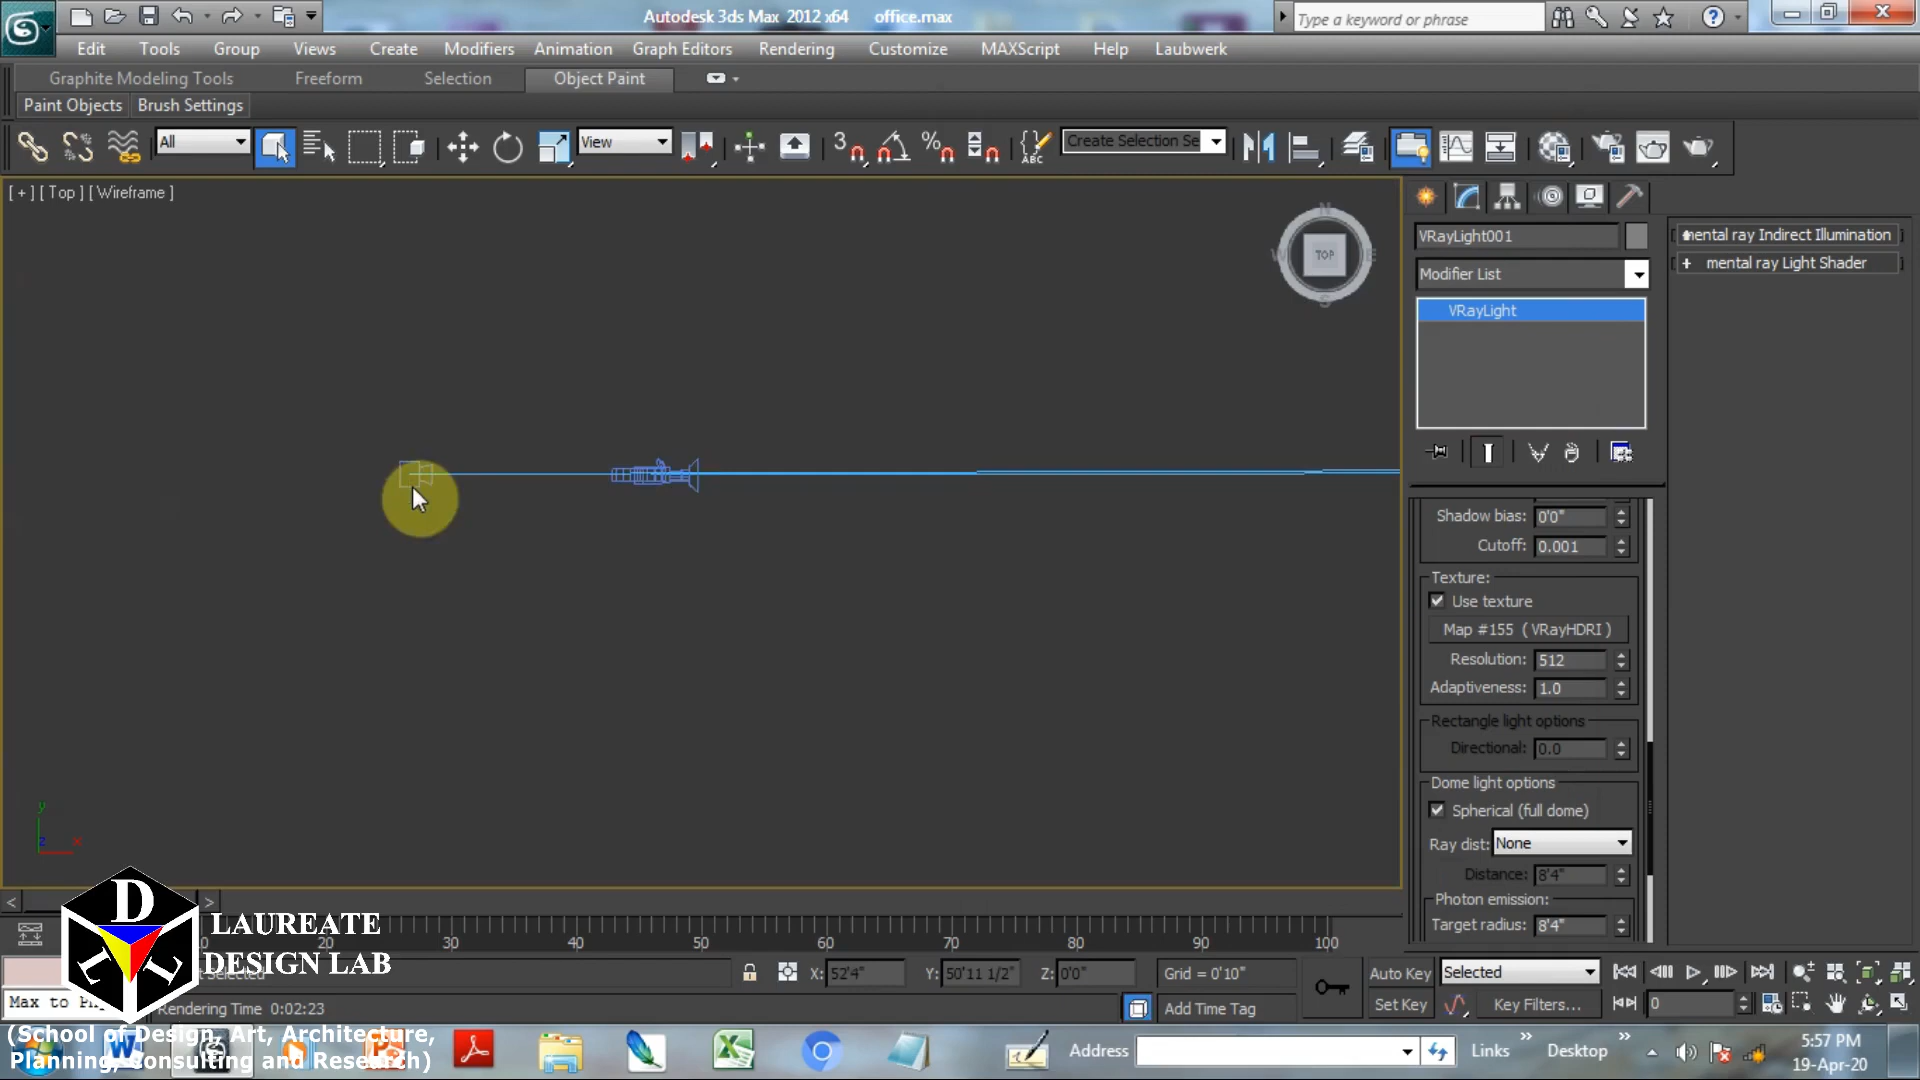 Autodesk 3ds Max 2012 x64 office.max
Type a keyword or phrase
Edit Tools Group Views Create Modifiers Animation Graph Editors Rendering Customize MAXScript Help Laubwerk
Graphite Modeling Tools Freeform Selection Object Paint
Paint Objects Brush Settings
All View 3 % ABC Create Selection Se
[ + ] [ Top ] [ Wireframe ]
N
TOP
S
VRayLight001
Modifier List
VRayLight
mental ray Indirect Illumination
+ mental ray Light Shader
Shadow bias: 0'0"
Cutoff: 0.001
Texture:
Use texture
Map #155 ( VRayHDRI )
Resolution: 512
Adaptiveness: 1.0
Rectangle light options
Directional: 0.0
Dome light options
Spherical (full dome)
Ray dist: None
Distance: 8'4"
Photon emission:
Target radius: 8'4"
y
z x
< >
20 30 40 50 60 70 80 90 100
D
LAUREATE
DESIGN LAB
Selected
X: 52'4" Y: 50'11 1/2" Z: 0'0" Grid = 0'10"
Auto Key Selected
Max to Ph
Rendering Time 0:02:23
Add Time Tag
Set Key Key Filters... 0
(School of Design, Art, Architecture,
Planning, Consulting and Research)
Address Links » Desktop »
5:57 PM
19-Apr-20